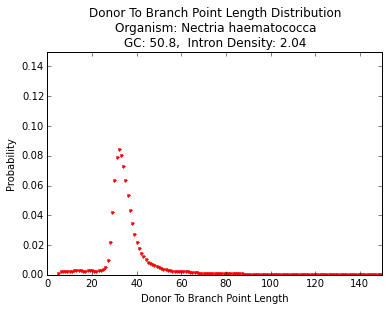 Donor To Branch Point Length Distribution
Organism: Nectria haematococca
GC: 50.8,  Intron Density: 2.04
0.14
0.12
0.10
0.08
0.06
0.04
0.02
0.00
Probability
0 20 40 60 80 100 120 140
Donor To Branch Point Length